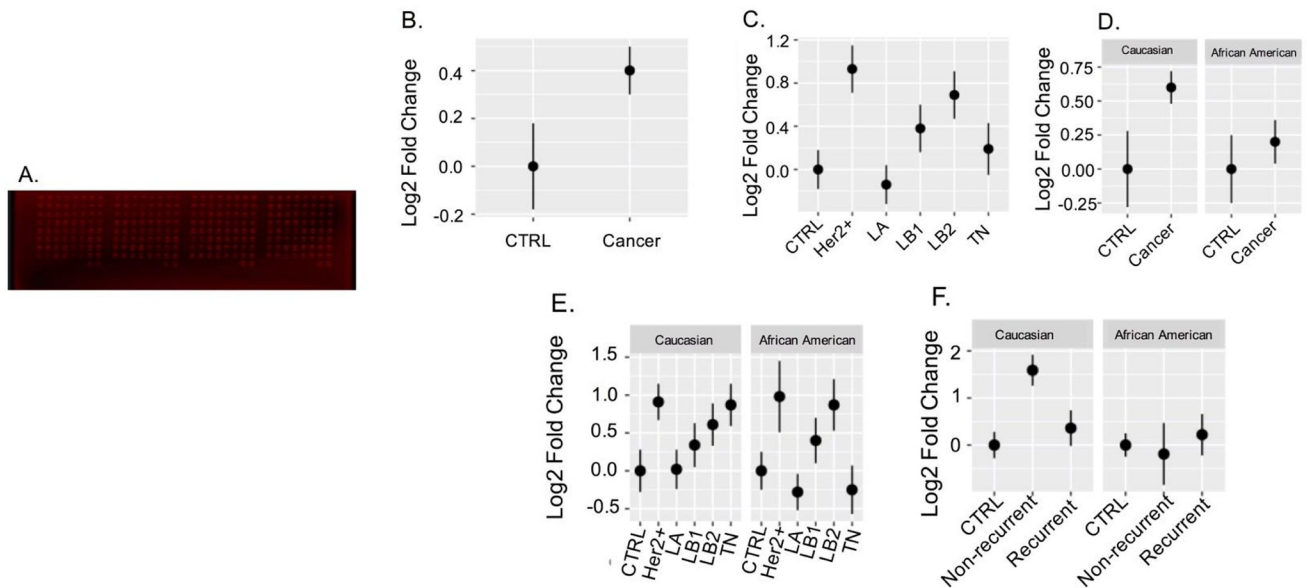 A.
B.
Log2 Fold Change
0.4
0.2
0.0
-0.2
CTRL
Cancer
C.
Log2 Fold Change
1.2
0.8
0.4
0.0
CTRL
Her2+
LA
LB1
LB2
TN
D.
Log2 Fold Change
Caucasian
African American
0.75
0.50
0.25
0.00
-0.25
CTRL
Cancer
CTRL
Cancer
E.
Log2 Fold Change
Caucasian
African American
1.5
1.0
0.5
0.0
-0.5
CTRL
Her2+
LA
LB1
LB2
TN
CTRL
Her2+
LA
LB1
LB2
TN
F.
Log2 Fold Change
Caucasian
African American
2
1
0
CTRL
Non-recurrent
Recurrent
CTRL
Non-recurrent
Recurrent